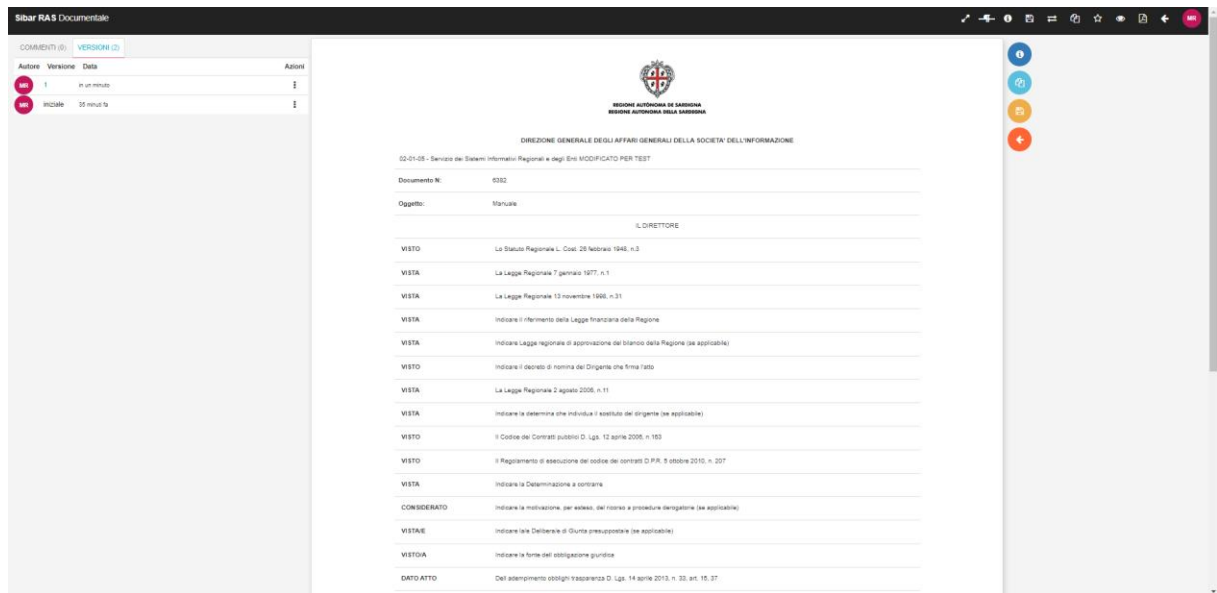 Sibar RAS Documentale
MR
COMMENTI (0) VERSIONI (2)
Autore Versione Data Azioni
MR 1 in un minuto
MR iniziale 35 minuti fa
REGIONE AUTÒNOMA DE SARDIGNA
REGIONE AUTONOMA DELLA SARDEGNA
DIREZIONE GENERALE DEGLI AFFARI GENERALI DELLA SOCIETA' DELL'INFORMAZIONE
02-01-05 - Servizio dei Sistemi Informativi Regionali e degli Enti MODIFICATO PER TEST
Documento N: 6382
Oggetto: Manuale
IL DIRETTORE
VISTO Lo Statuto Regionale L. Cost. 26 febbraio 1948, n.3
VISTA La Legge Regionale 7 gennaio 1977, n.1
VISTA La Legge Regionale 13 novembre 1998, n.31
VISTA Indicare il riferimento della Legge finanziaria della Regione
VISTA Indicare Legge regionale di approvazione del bilancio della Regione (se applicabile)
VISTO Indicare il decreto di nomina del Dirigente che firma l'atto
VISTA La Legge Regionale 2 agosto 2006, n.11
VISTA Indicare la determina che individua il sostituto del dirigente (se applicabile)
VISTO Il Codice dei Contratti pubblici D. Lgs. 12 aprile 2006, n.163
VISTO Il Regolamento di esecuzione del codice dei contratti D.P.R. 5 ottobre 2010, n. 207
VISTA Indicare la Determinazione a contrarre
CONSIDERATO Indicare la motivazione, per esteso, del ricorso a procedure derogatorie (se applicabile)
VISTA/E Indicare la/e Delibera/e di Giunta presupposta/e (se applicabile)
VISTO/A Indicare la fonte dell obbligazione giuridica
DATO ATTO Dell adempimento obblighi trasparenza D. Lgs. 14 aprile 2013, n. 33, art. 15, 37